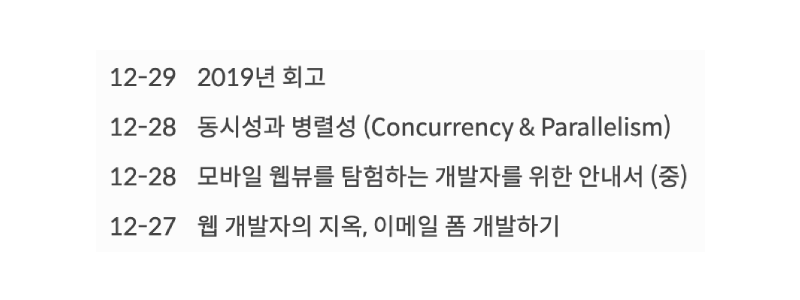 12-29 2019년 회고
12-28 동시성과 병렬성 (Concurrency & Parallelism)
12-28 모바일 웹뷰를 탐험하는 개발자를 위한 안내서 (중)
12-27 웹 개발자의 지옥, 이메일 폼 개발하기